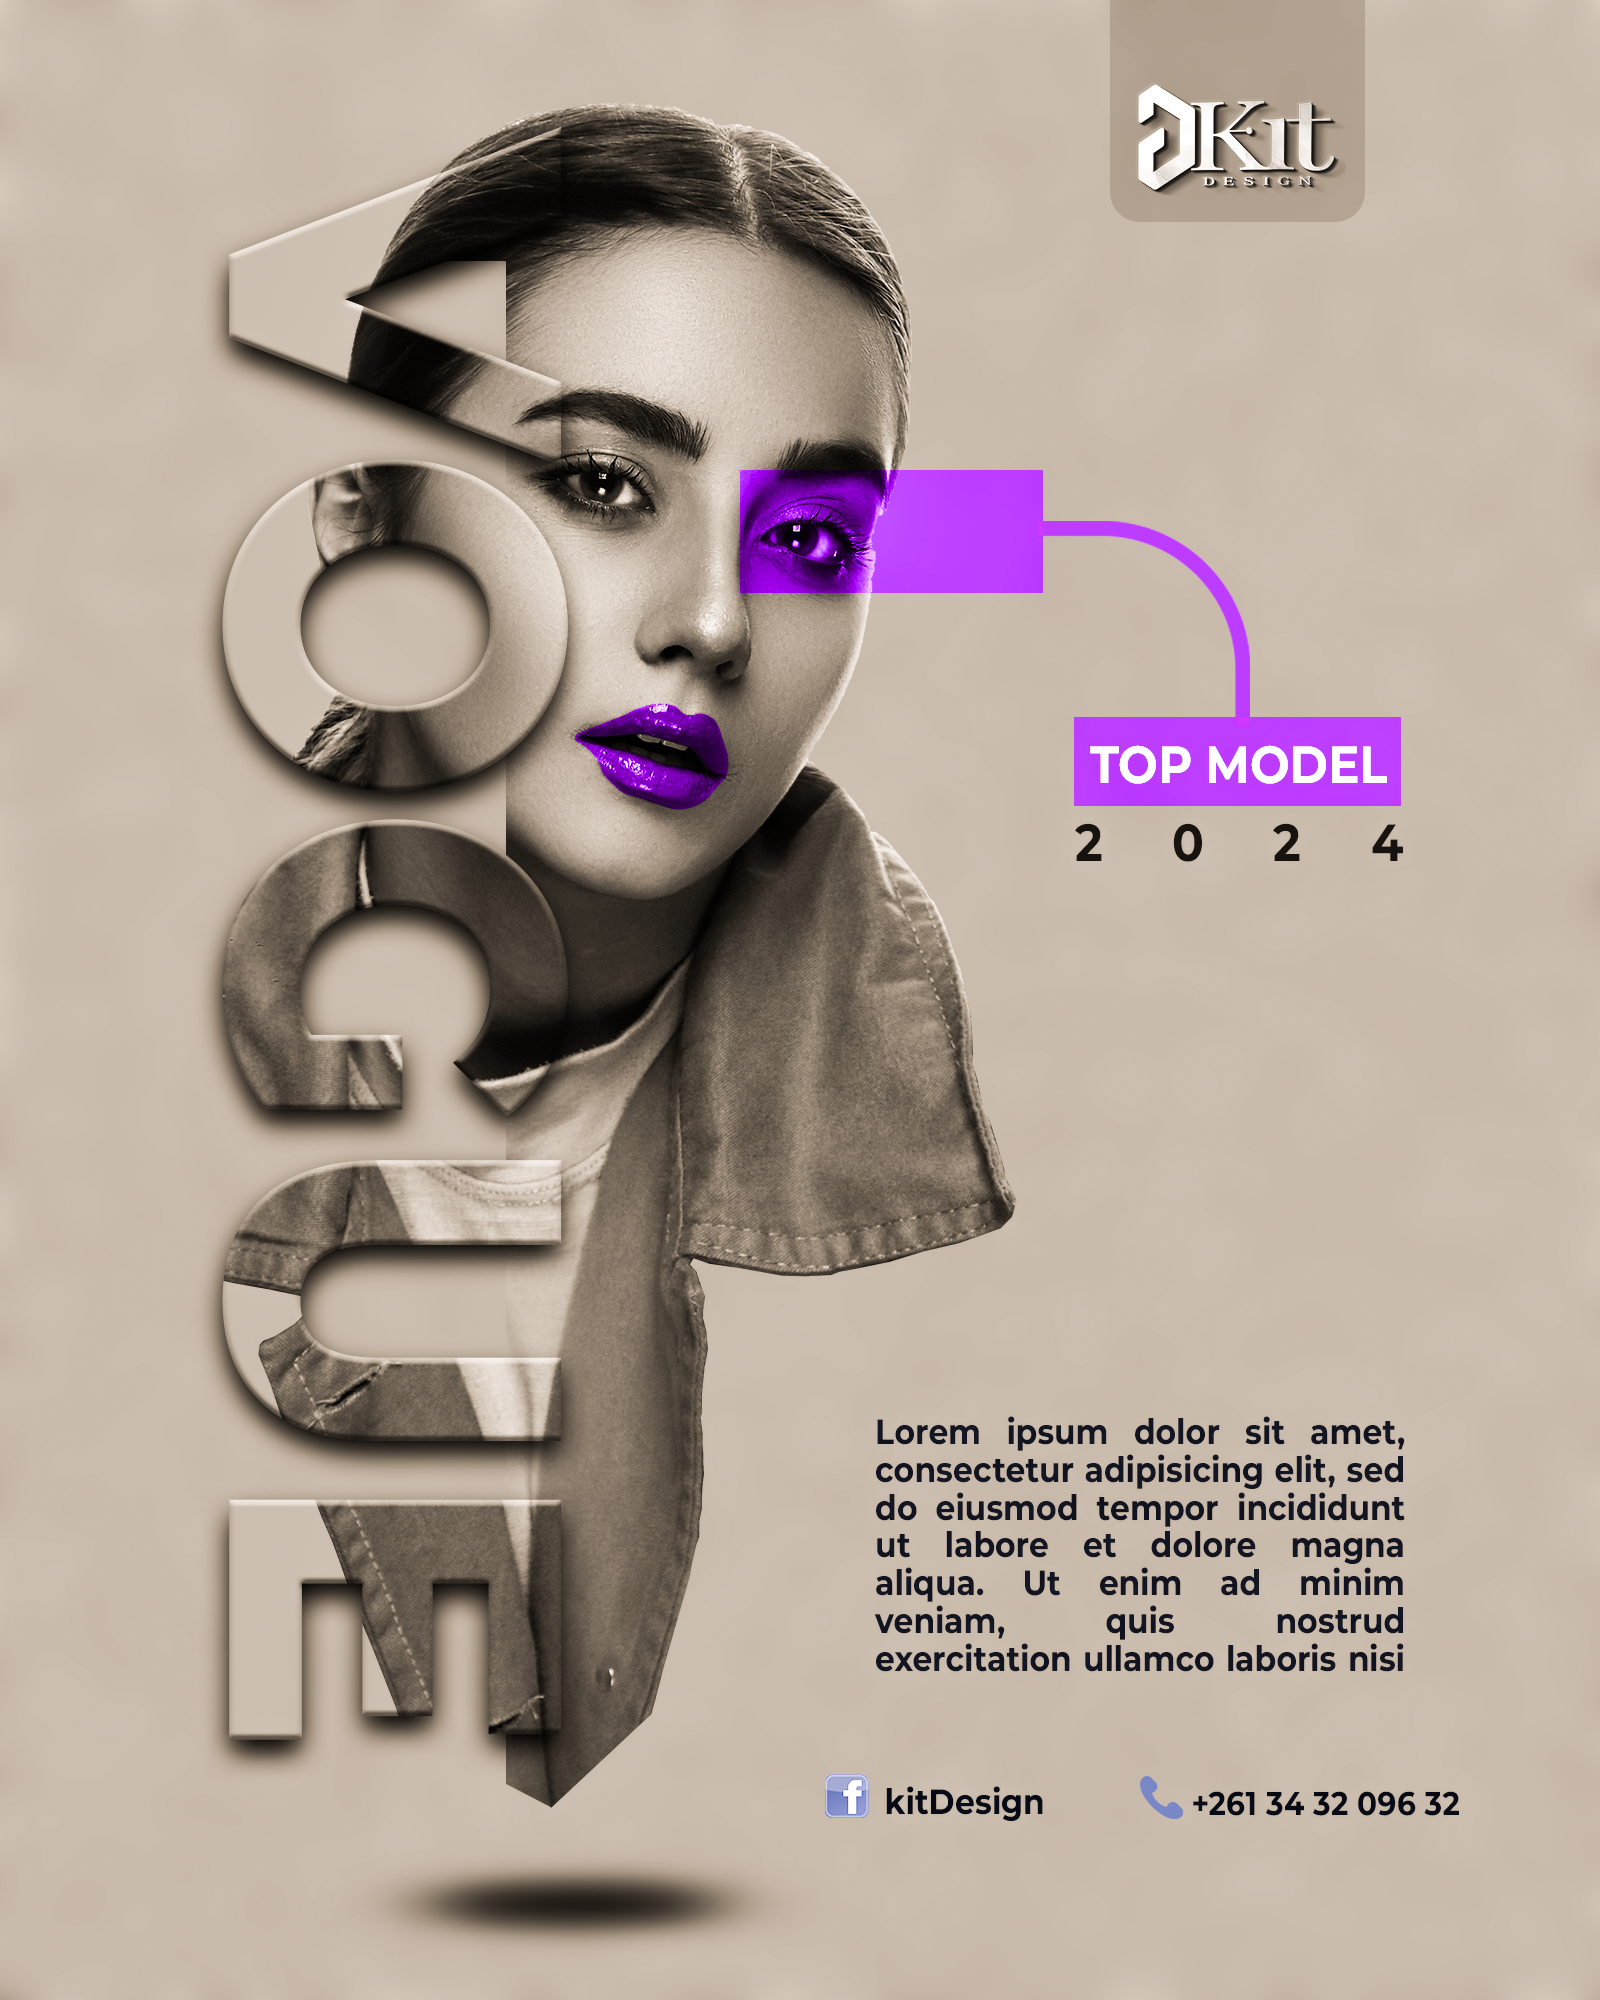 Kit
DESIGN
VOGUE
TOP MODEL
2 0 2 4
Lorem ipsum dolor sit amet,
consectetur adipisicing elit, sed
do eiusmod tempor incididunt
ut labore et dolore magna
aliqua. Ut enim ad minim
veniam, quis nostrud
exercitation ullamco laboris nisi
kitDesign
+261 34 32 096 32